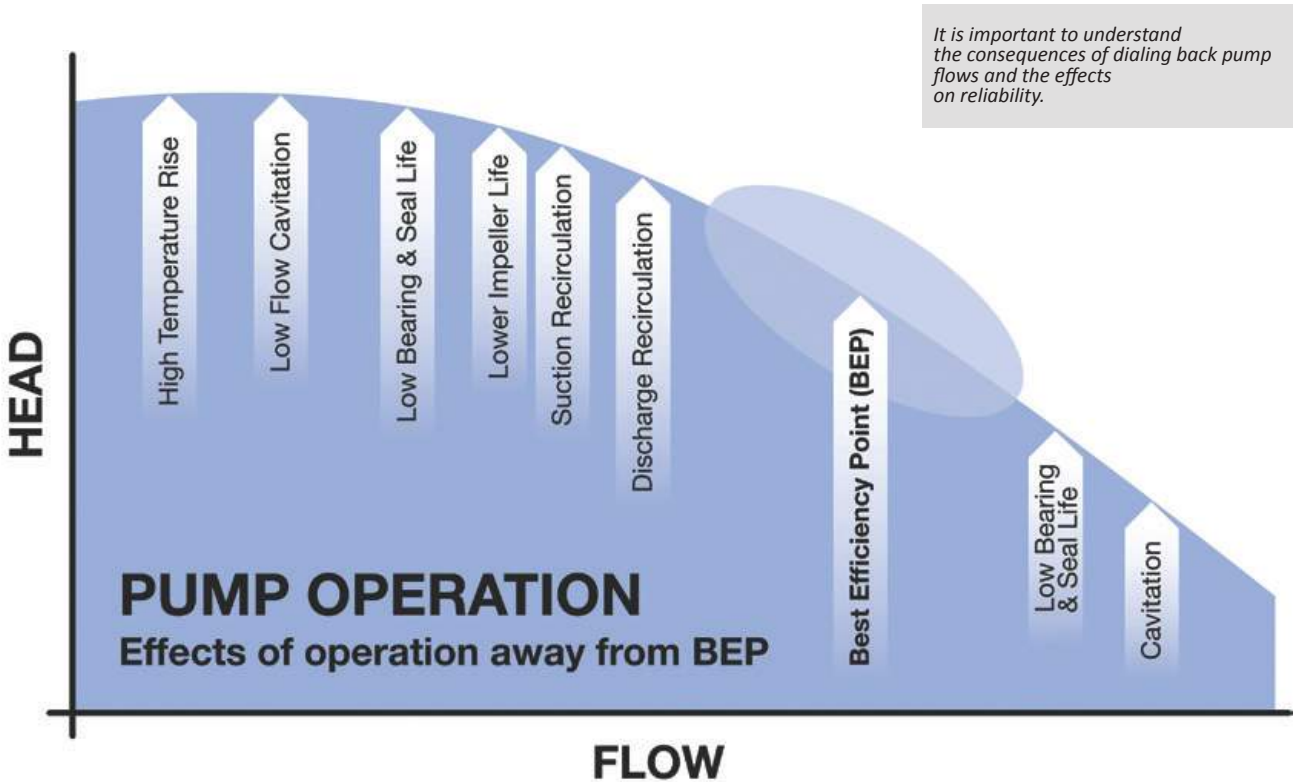 It is important to understand
the consequences of dialing back pump
flows and the effects
on reliability.
HEAD
High Temperature Rise
Low Flow Cavitation
Low Bearing & Seal Life
Lower Impeller Life
Suction Recirculation
Discharge Recirculation
Best Efficiency Point (BEP)
Low Bearing
& Seal Life
Cavitation
PUMP OPERATION
Effects of operation away from BEP
FLOW